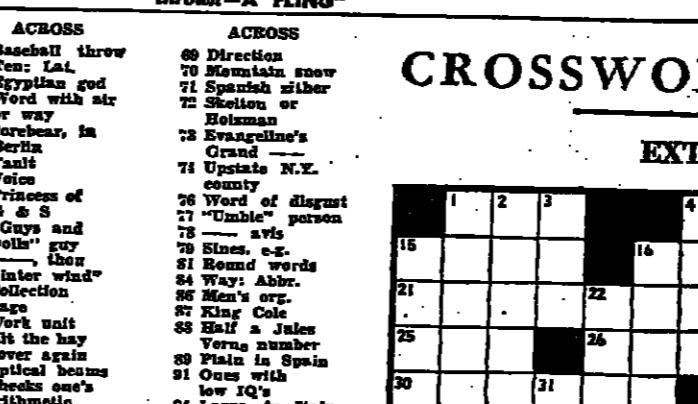 A FLING"
ACROSS
Baseball throw
Ten: Lat.
Egyptian god
Word with air
or way
Forebear, in
Berlin
Fault
Voice
Princess of
G & S
"Guys and
Dolls" guy
——, thou
winter wind"
Collection
Sage
Work unit
Hit the hay
Over again
Optical beams
Checks one's
arithmetic
ACROSS
69 Direction
70 Mountain snow
71 Spanish zither
72 Skelton or
Holzman
73 Evangeline's
Grand ——
74 Upstate N.Y.
county
76 Word of disgust
77 "Umble" person
78 —— avis
79 Sines, e.g.
81 Round words
84 Way: Abbr.
86 Men's org.
87 King Cole
88 Half a Jules
Verne number
89 Plain in Spain
91 Ones with
low IQ's
CROSSWO
EXT
1 2 3 4
15 16
21 22
25 26
30 31